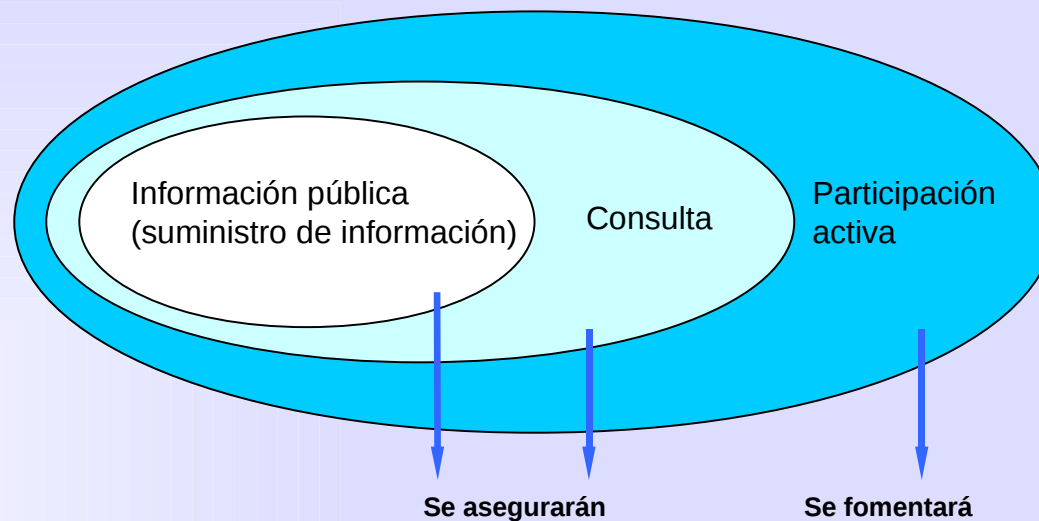 Información pública
(suministro de información)
Consulta
Participación
activa
Se asegurarán
Se fomentará